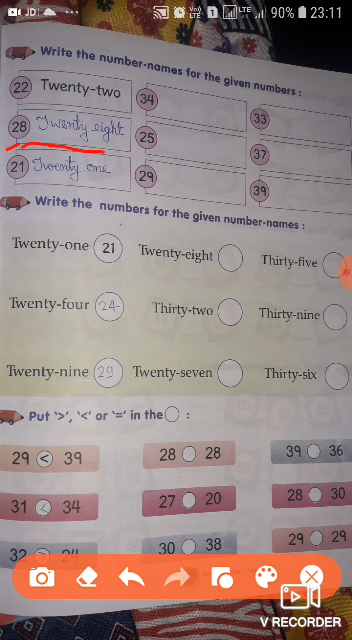 JD
Vo)) LTE 1 LTE 90% 23:11
Write the number-names for the given numbers :
22 Twenty-two 34 33
28 Twenty eight 25 37
21 Twenty one 29 39
Write the numbers for the given number-names :
Twenty-one 21 Twenty-eight Thirty-five
Twenty-four 24 Thirty-two Thirty-nine
Twenty-nine 29 Twenty-seven Thirty-six
Put '>', '<' or '=' in the ○ :
29 < 39 28 ○ 28 39 ○ 36
31 < 34 27 ○ 20 28 ○ 30
32 24 30 ○ 38 29 ○ 29
V RECORDER